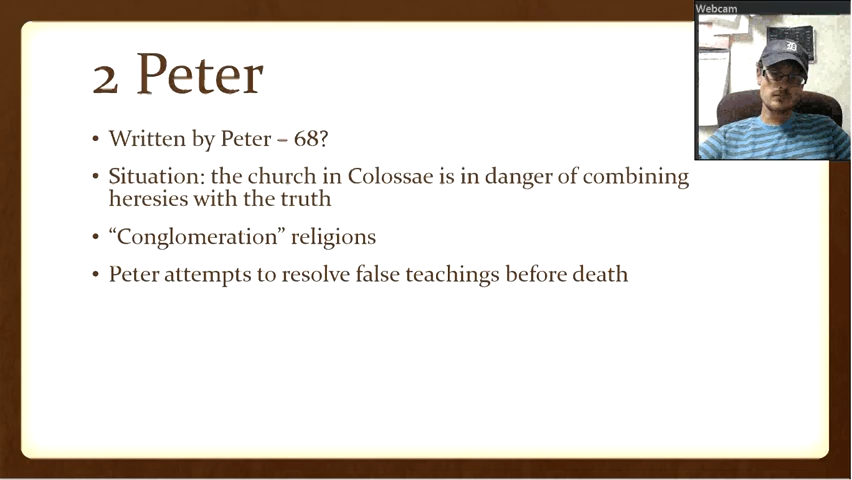 Webcam
2 Peter
• Written by Peter – 68?
• Situation: the church in Colossae is in danger of combining
heresies with the truth
• “Conglomeration” religions
• Peter attempts to resolve false teachings before death